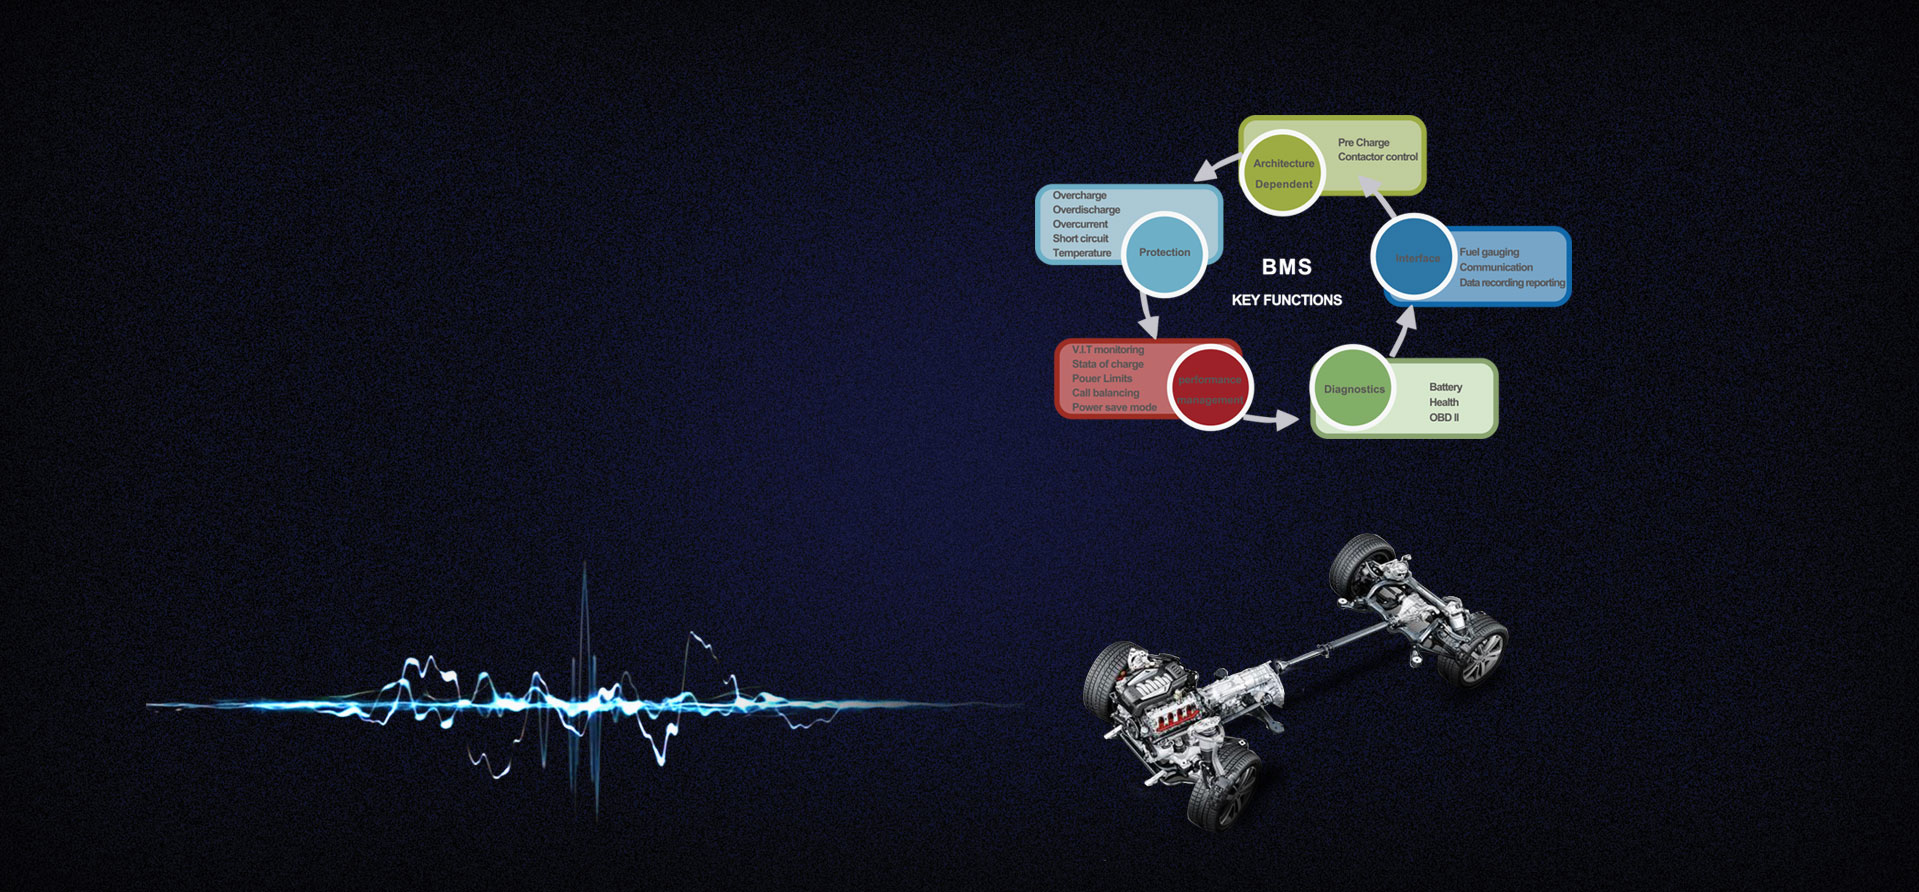 Architecture
Dependent
Pre Charge
Contactor control
Overcharge
Overdischarge
Overcurrent
Short circuit
Temperature
Protection
BMS
KEY FUNCTIONS
Interface
Fuel gauging
Communication
Data recording reporting
V.I.T monitoring
Stata of charge
Pouer Limits
Call balancing
Power save mode
performance
management
Diagnostics
Battery
Health
OBD II